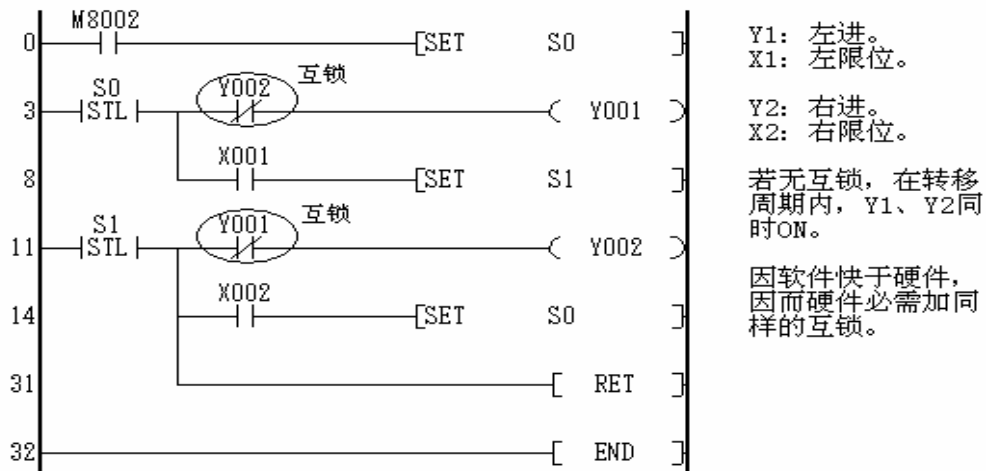 M8002
0 [SET S0 ]
S0 Y002 互锁
3 STL ( Y001 )
X001
8 [SET S1 ]
S1 Y001 互锁
11 STL ( Y002 )
X002
14 [SET S0 ]
31 [ RET ]
32 [ END ]
Y1: 左进。
X1: 左限位。
Y2: 右进。
X2: 右限位。
若无互锁，在转移
周期内，Y1、Y2同
时ON。
因软件快于硬件，
因而硬件必需加同
样的互锁。